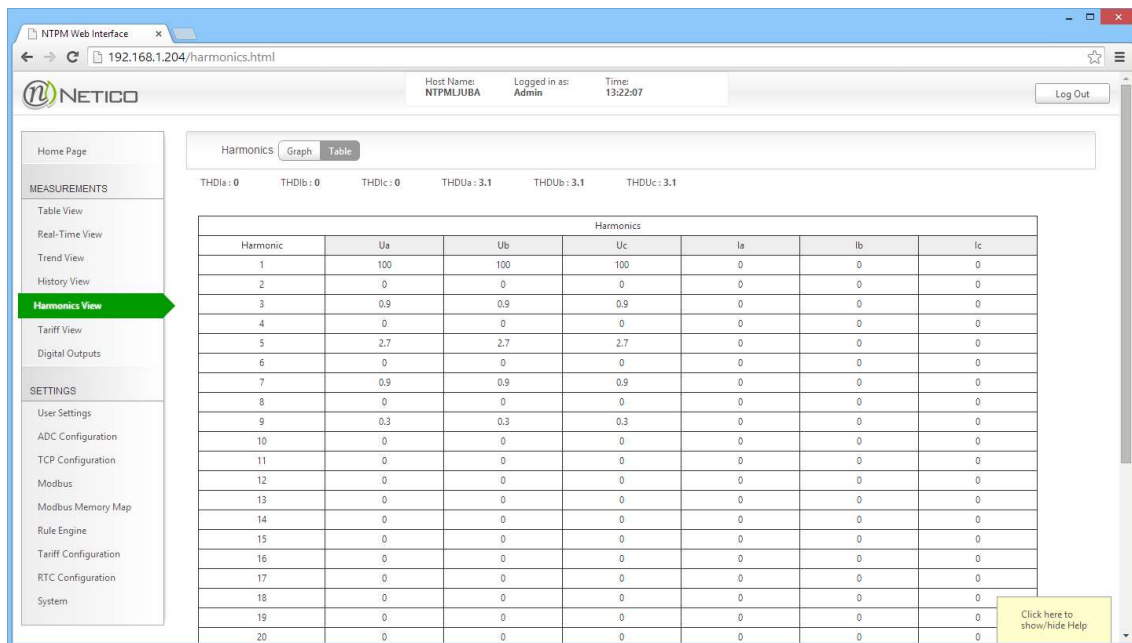 NTPM Web Interface
192.168.1.204/harmonics.html
NETICO
Host Name: Logged in as: Time:
NTPMLJUBA Admin 13:22:07
Log Out
Home Page
MEASUREMENTS
Table View
Real-Time View
Trend View
History View
Harmonics View
Tariff View
Digital Outputs
SETTINGS
User Settings
ADC Configuration
TCP Configuration
Modbus
Modbus Memory Map
Rule Engine
Tariff Configuration
RTC Configuration
System
Harmonics Graph Table
THDIa : 0 THDIb : 0 THDIc : 0 THDUa : 3.1 THDUb : 3.1 THDUc : 3.1
Harmonics
Harmonic Ua Ub Uc Ia Ib Ic
1 100 100 100 0 0 0
2 0 0 0 0 0 0
3 0.9 0.9 0.9 0 0 0
4 0 0 0 0 0 0
5 2.7 2.7 2.7 0 0 0
6 0 0 0 0 0 0
7 0.9 0.9 0.9 0 0 0
8 0 0 0 0 0 0
9 0.3 0.3 0.3 0 0 0
10 0 0 0 0 0 0
11 0 0 0 0 0 0
12 0 0 0 0 0 0
13 0 0 0 0 0 0
14 0 0 0 0 0 0
15 0 0 0 0 0 0
16 0 0 0 0 0 0
17 0 0 0 0 0 0
18 0 0 0 0 0 0
19 0 0 0 0 0 0
20 0 0 0 0 0 0
Click here to
show/hide Help